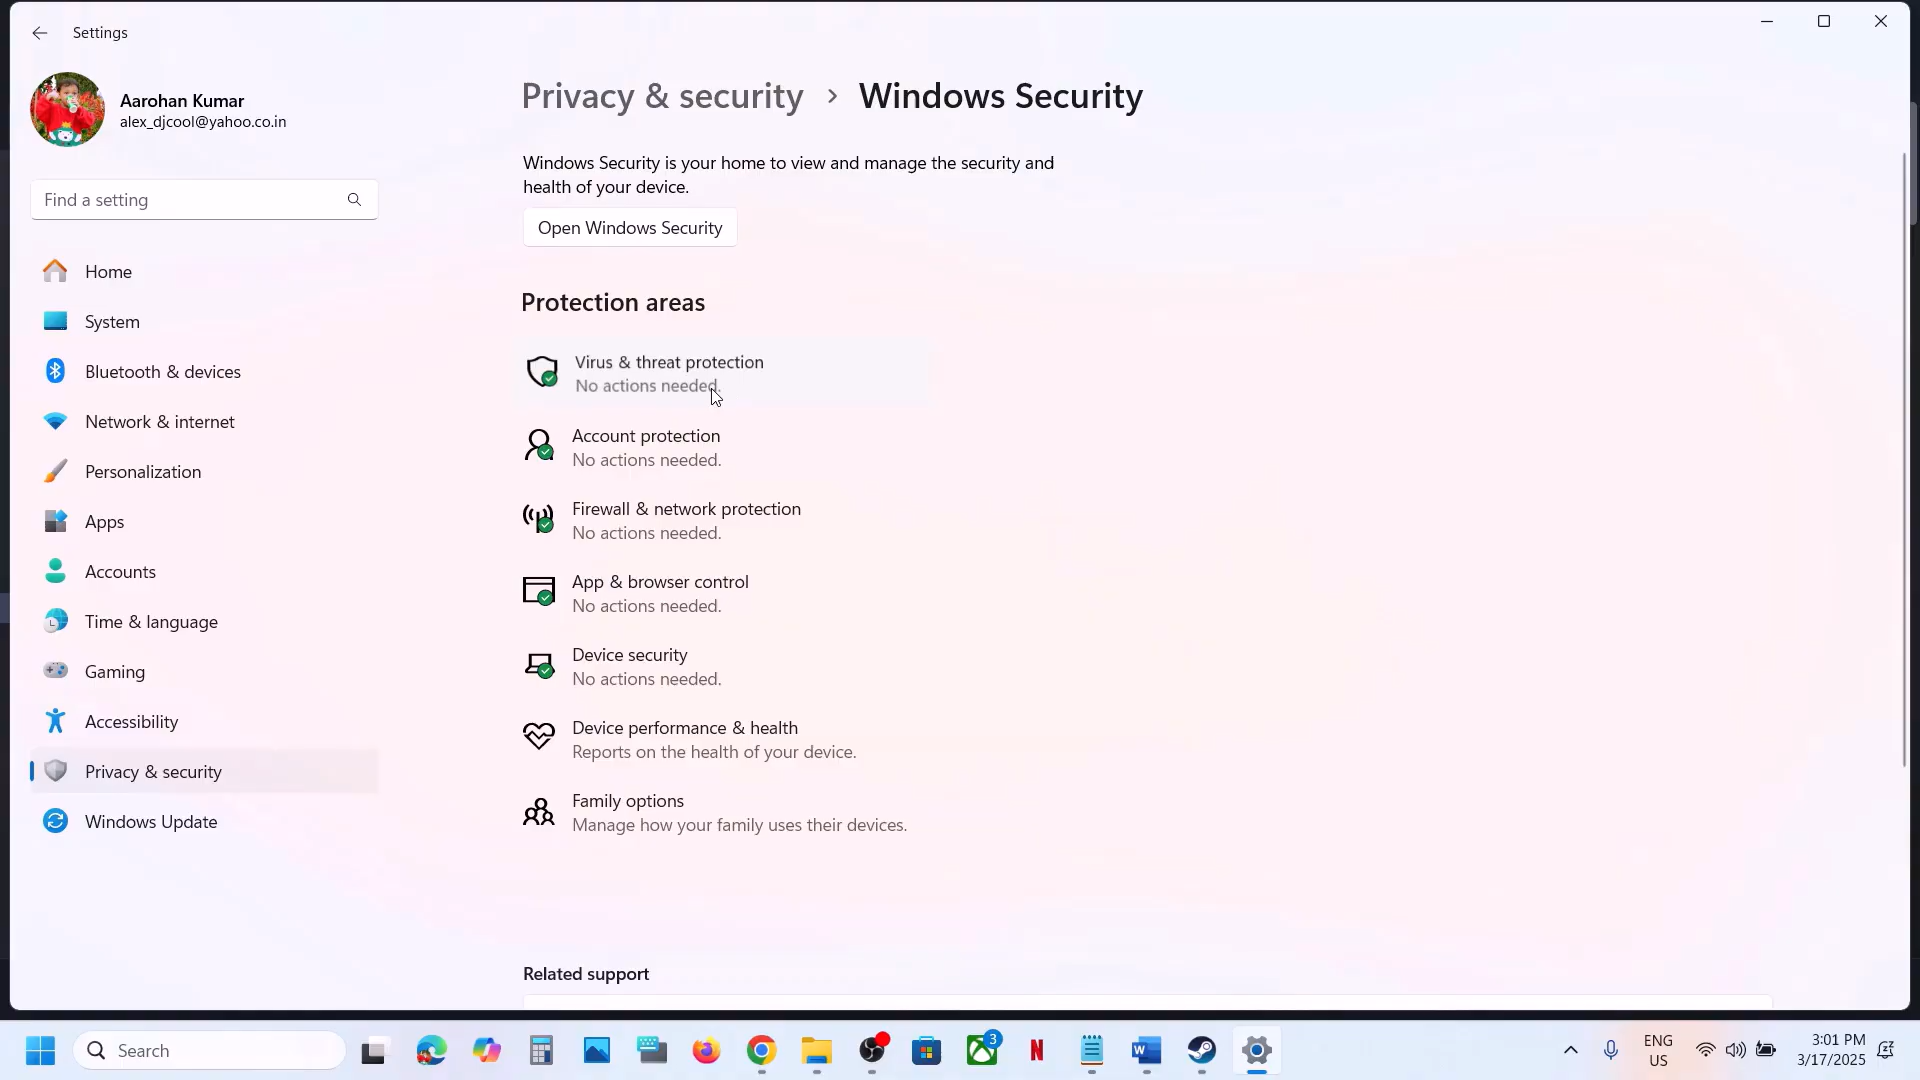 Settings
Aarohan Kumar
alex_djcool@yahoo.co.in
Find a setting
Home
System
Bluetooth & devices
Network & internet
Personalization
Apps
Accounts
Time & language
Gaming
Accessibility
Privacy & security
Windows Update
Privacy & security > Windows Security
Windows Security is your home to view and manage the security and
health of your device.
Open Windows Security
Protection areas
Virus & threat protection
No actions needed.
Account protection
No actions needed.
Firewall & network protection
No actions needed.
App & browser control
No actions needed.
Device security
No actions needed.
Device performance & health
Reports on the health of your device.
Family options
Manage how your family uses their devices.
Related support
Search
3
ENG
US
3:01 PM
3/17/2025